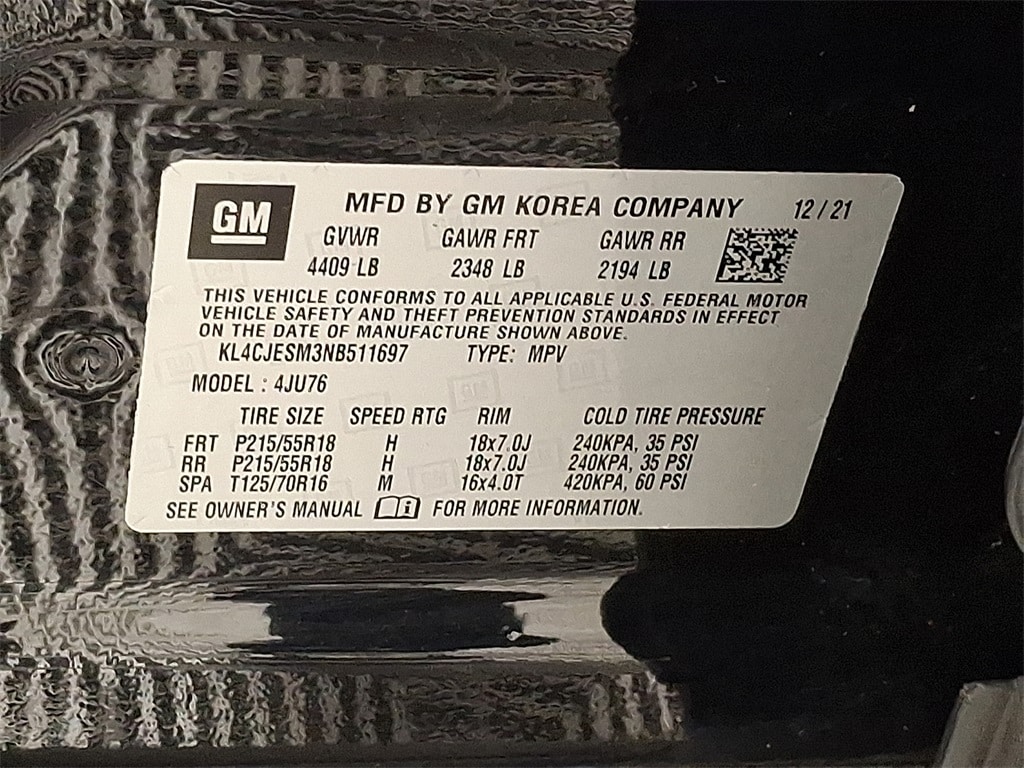 GM
MFD BY GM KOREA COMPANY 12/21
GVWR GAWR FRT GAWR RR
4409 LB 2348 LB 2194 LB
THIS VEHICLE CONFORMS TO ALL APPLICABLE U.S. FEDERAL MOTOR
VEHICLE SAFETY AND THEFT PREVENTION STANDARDS IN EFFECT
ON THE DATE OF MANUFACTURE SHOWN ABOVE.
KL4CJESM3NB511697 TYPE: MPV
MODEL : 4JU76
TIRE SIZE SPEED RTG RIM COLD TIRE PRESSURE
FRT P215/55R18 H 18x7.0J 240KPA, 35 PSI
RR P215/55R18 H 18x7.0J 240KPA, 35 PSI
SPA T125/70R16 M 16x4.0T 420KPA, 60 PSI
SEE OWNER'S MANUAL i FOR MORE INFORMATION.